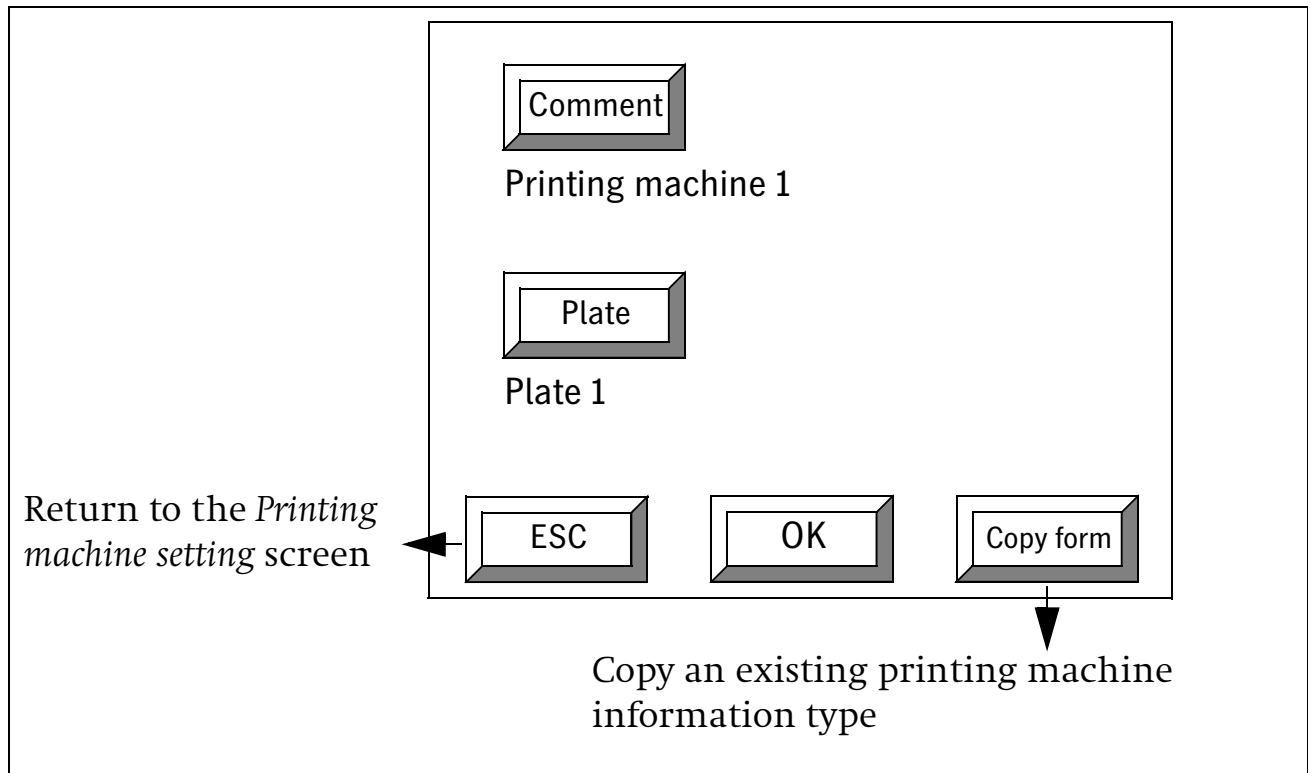 Comment
Printing machine 1
Plate
Plate 1
Return to the Printing
machine setting screen
ESC
OK
Copy form
Copy an existing printing machine
information type